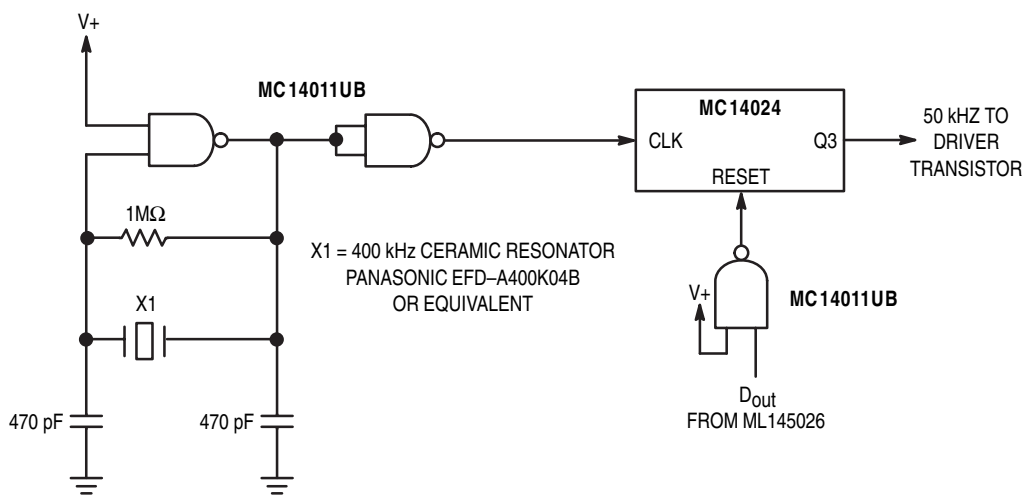 V+
MC14011UB
MC14024
CLK
Q3
RESET
50 kHZ TO
DRIVER
TRANSISTOR
1MΩ
X1 = 400 kHz CERAMIC RESONATOR
PANASONIC EFD–A400K04B
OR EQUIVALENT
X1
V+
MC14011UB
Dout
FROM ML145026
470 pF
470 pF